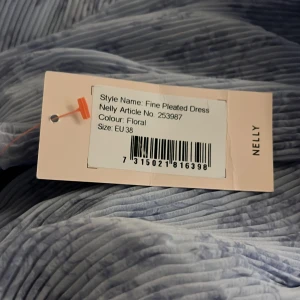 Style Name: Fine Pleated Dress
Nelly Article No. 253987
Colour: Floral
Size: EU 38
7 315021 816398
NELLY